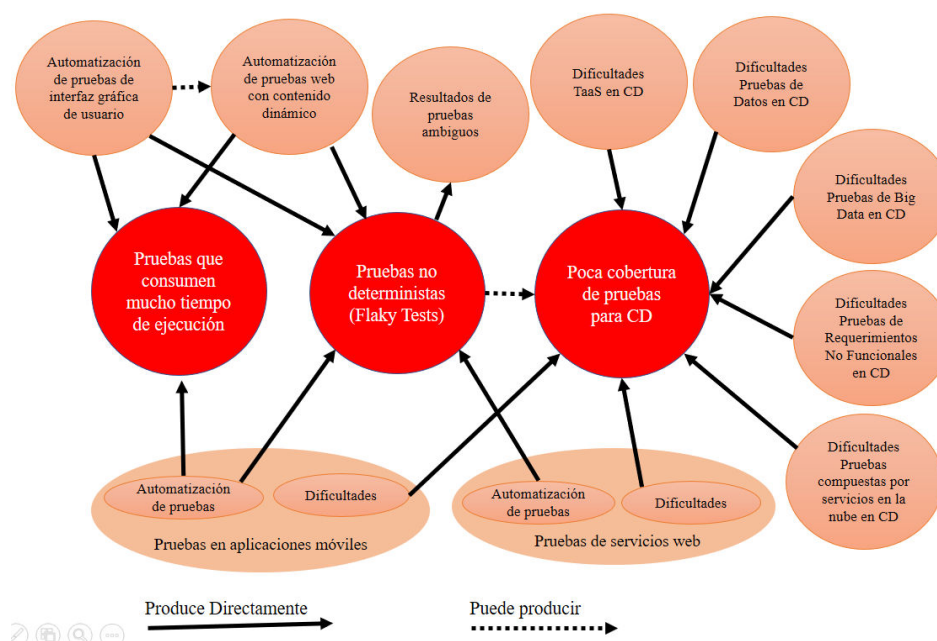 Automatización
de pruebas de
interfaz gráfica
de usuario
Automatización
de pruebas web
con contenido
dinámico
Resultados de
pruebas
ambiguos
Dificultades
TaaS en CD
Dificultades
Pruebas de
Datos en CD
Dificultades
Pruebas de Big
Data en CD
Pruebas que
consumen
mucho tiempo
de ejecución
Pruebas no
deterministas
(Flaky Tests)
Poca cobertura
de pruebas
para CD
Dificultades
Pruebas de
Requerimientos
No Funcionales
en CD
Dificultades
Pruebas
compuestas por
servicios en la
nube en CD
Automatización
de pruebas
Dificultades
Pruebas en aplicaciones móviles
Automatización
de pruebas
Dificultades
Pruebas de servicios web
Produce Directamente
Puede producir